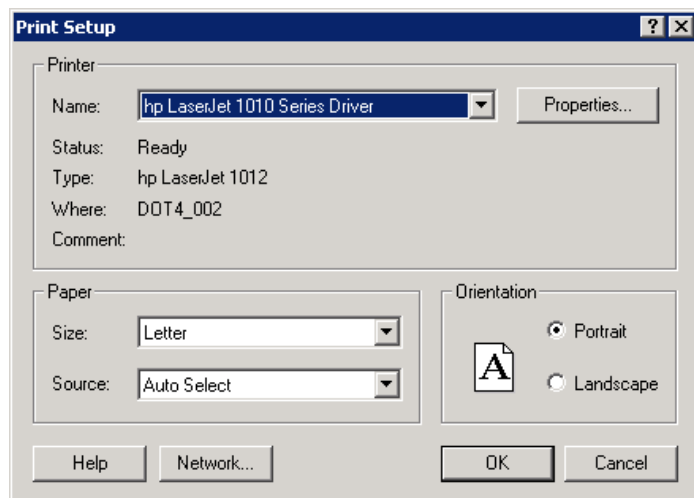 Print Setup
Printer
Name: hp LaserJet 1010 Series Driver Properties...
Status: Ready
Type: hp LaserJet 1012
Where: DOT4_002
Comment:
Paper
Size: Letter
Source: Auto Select
Orientation
A
Portrait
Landscape
Help Network... OK Cancel